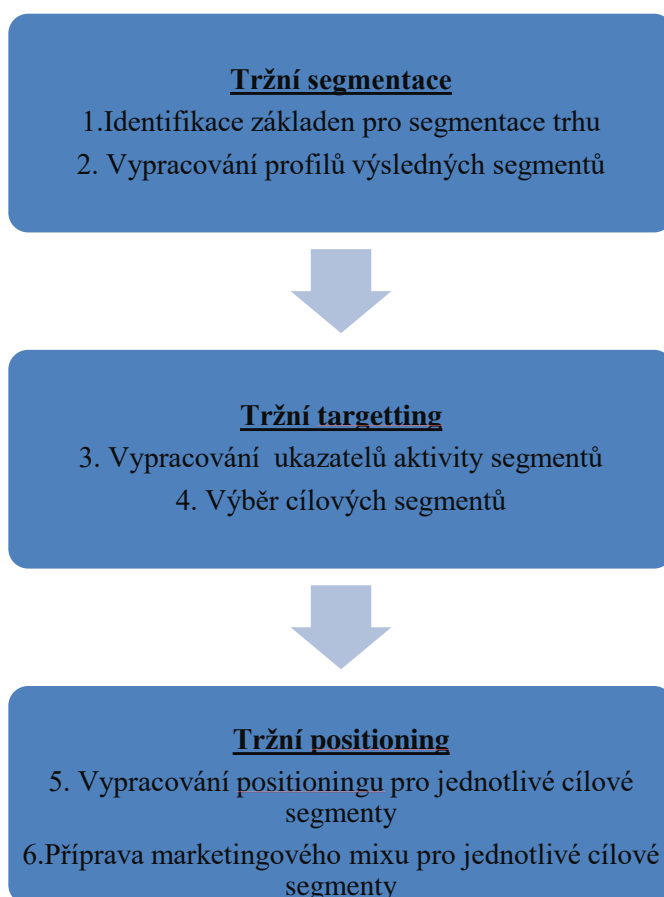 Tržní segmentace
1.Identifikace základen pro segmentace trhu
2. Vypracování profilů výsledných segmentů
Tržní targetting
3. Vypracování  ukazatelů aktivity segmentů
4. Výběr cílových segmentů
Tržní positioning
5. Vypracování positioningu pro jednotlivé cílové
segmenty
6.Příprava marketingového mixu pro jednotlivé cílové
segmenty